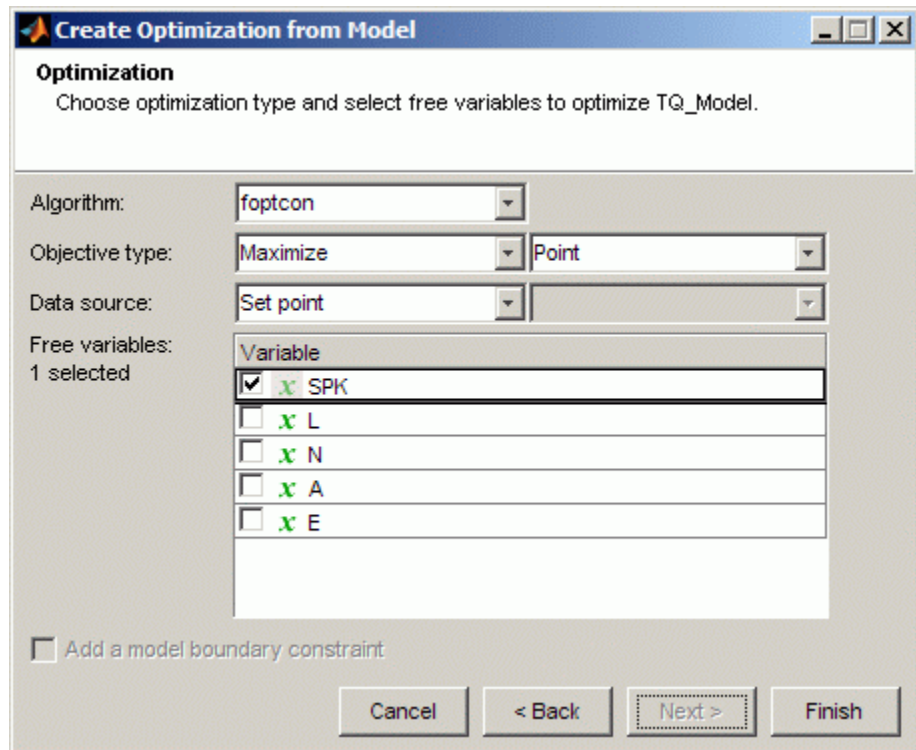 Create Optimization from Model
Optimization
Choose optimization type and select free variables to optimize TQ_Model.
Algorithm: foptcon
Objective type: Maximize Point
Data source: Set point
Free variables:
1 selected
Variable
x SPK
x L
x N
x A
x E
Add a model boundary constraint
Cancel < Back Next > Finish